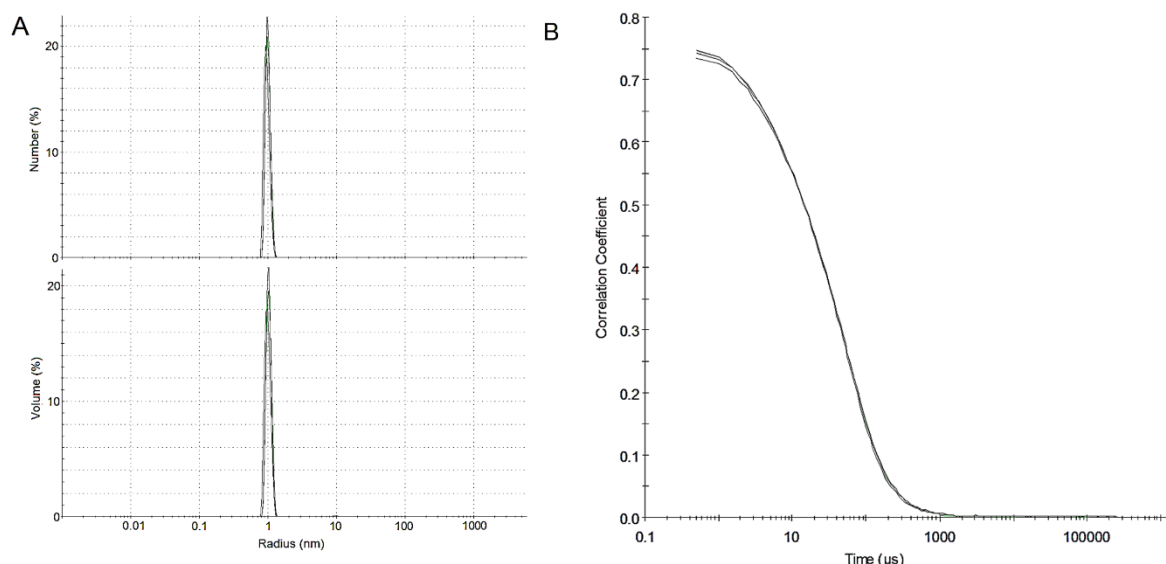 A
Number (%)
20
10
0
Volume (%)
20
10
0
0.01 0.1 1 10 100 1000
Radius (nm)
B
Correlation Coefficient
0.8
0.7
0.6
0.5
0.4
0.3
0.2
0.1
0.0
0.1 10 1000 100000
Time (µs)